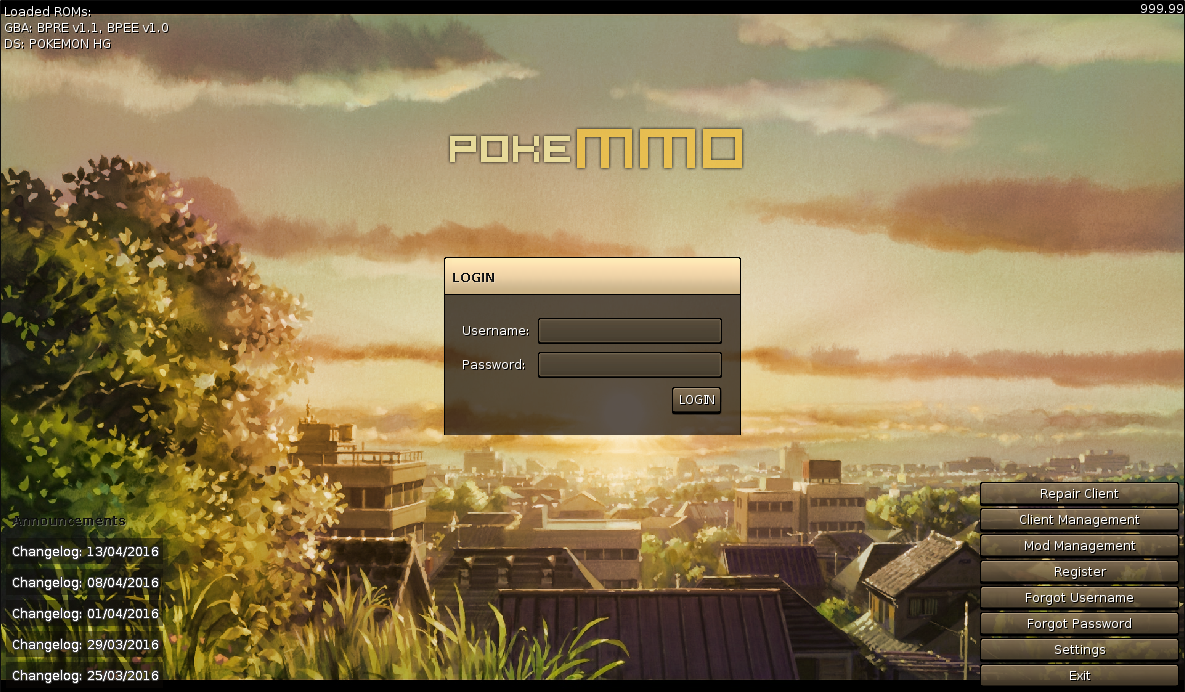 Loaded ROMs:
999.99
GBA: BPRE v1.1, BPEE v1.0
DS: POKEMON HG
POKEMMO
LOGIN
Username:
Password:
LOGIN
Announcements
Changelog: 13/04/2016
Changelog: 08/04/2016
Changelog: 01/04/2016
Changelog: 29/03/2016
Changelog: 25/03/2016
Repair Client
Client Management
Mod Management
Register
Forgot Username
Forgot Password
Settings
Exit